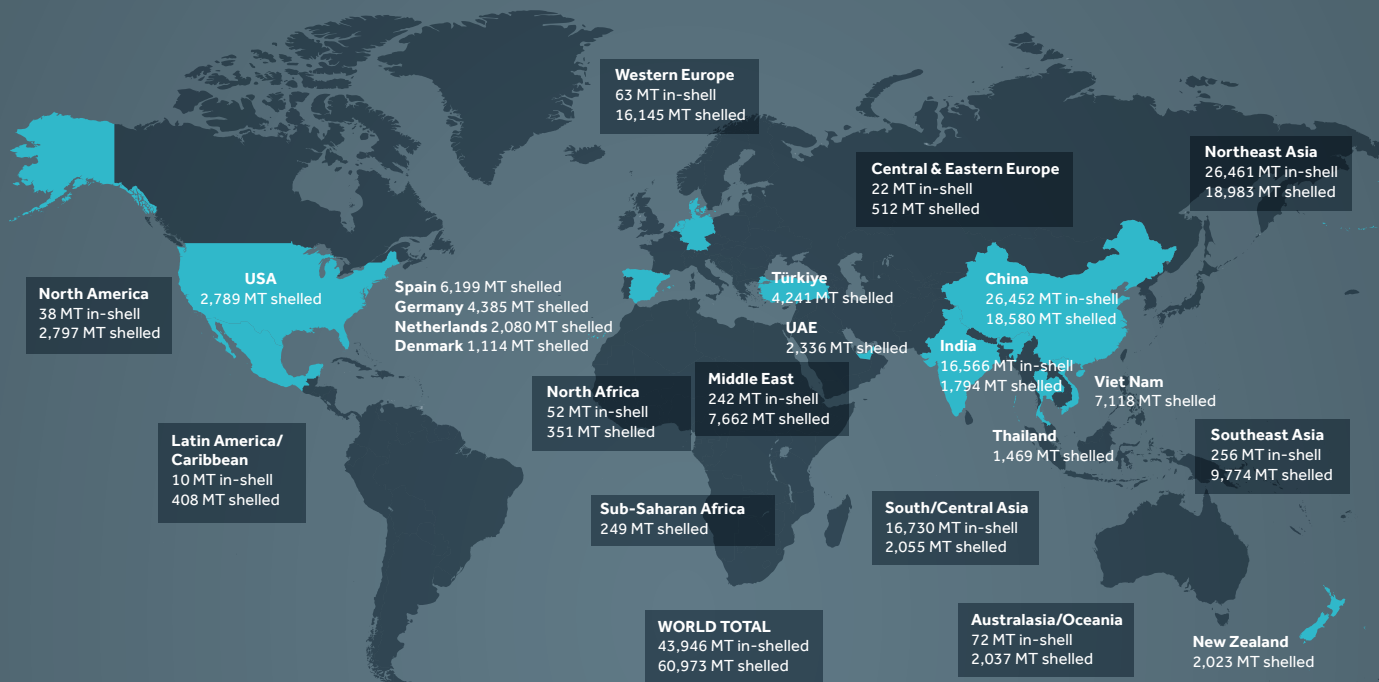 Western Europe
63 MT in-shell
16,145 MT shelled
Central & Eastern Europe
22 MT in-shell
512 MT shelled
Northeast Asia
26,461 MT in-shell
18,983 MT shelled
North America
38 MT in-shell
2,797 MT shelled
USA
2,789 MT shelled
Spain 6,199 MT shelled
Germany 4,385 MT shelled
Netherlands 2,080 MT shelled
Denmark 1,114 MT shelled
Türkiye
4,241 MT shelled
UAE
2,336 MT shelled
China
26,452 MT in-shell
18,580 MT shelled
India
16,566 MT in-shell
1,794 MT shelled
Viet Nam
7,118 MT shelled
Thailand
1,469 MT shelled
North Africa
52 MT in-shell
351 MT shelled
Middle East
242 MT in-shell
7,662 MT shelled
Latin America/
Caribbean
10 MT in-shell
408 MT shelled
Southeast Asia
256 MT in-shell
9,774 MT shelled
Sub-Saharan Africa
249 MT shelled
South/Central Asia
16,730 MT in-shell
2,055 MT shelled
WORLD TOTAL
43,946 MT in-shelled
60,973 MT shelled
Australasia/Oceania
72 MT in-shell
2,037 MT shelled
New Zealand
2,023 MT shelled